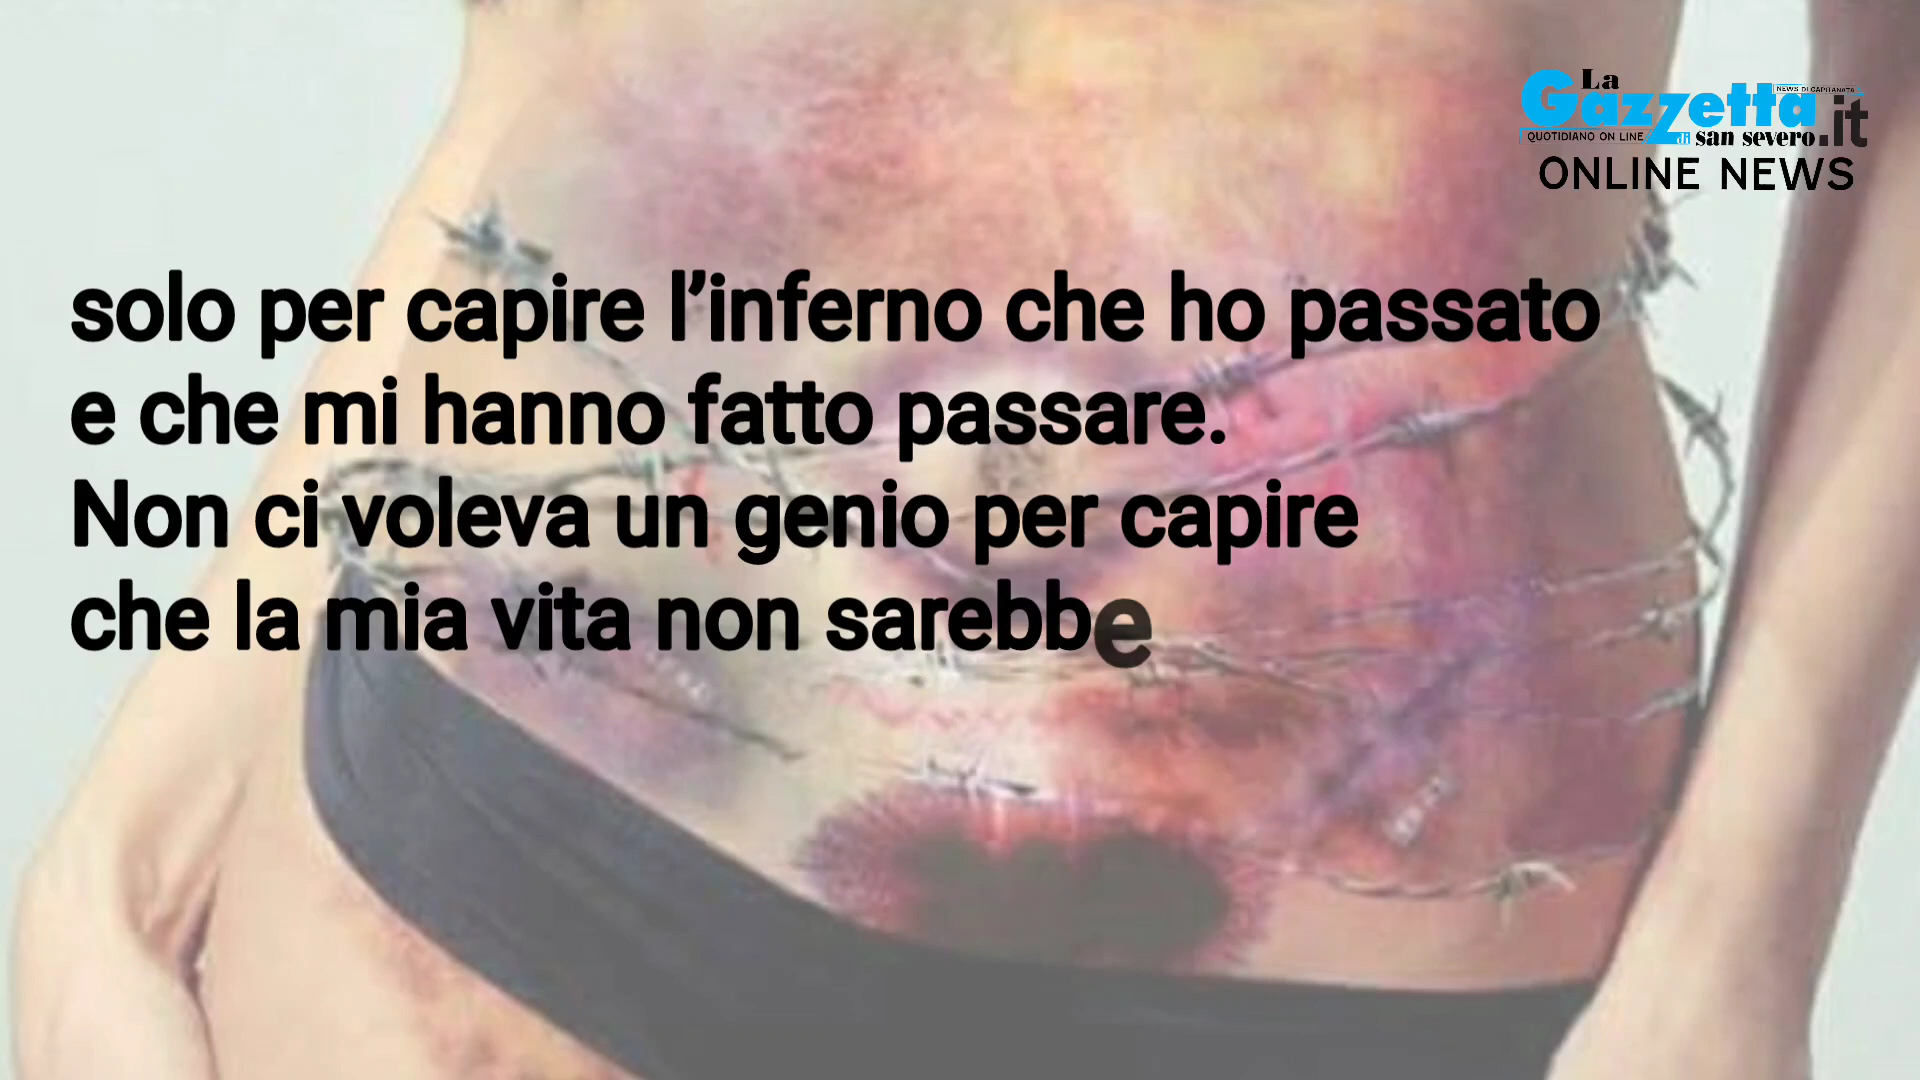 La
Gazzetta.it
NEWS DI CAPITANATA
QUOTIDIANO ON LINE
di san severo
ONLINE NEWS
solo per capire l’inferno che ho passato
e che mi hanno fatto passare.
Non ci voleva un genio per capire
che la mia vita non sarebbe